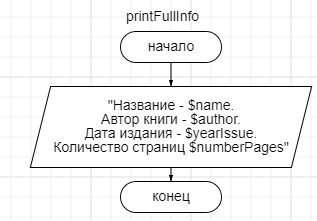 printFullInfo
начало
"Название - $name.
Автор книги - $author.
Дата издания - $yearIssue.
Количество страниц $numberPages"
конец